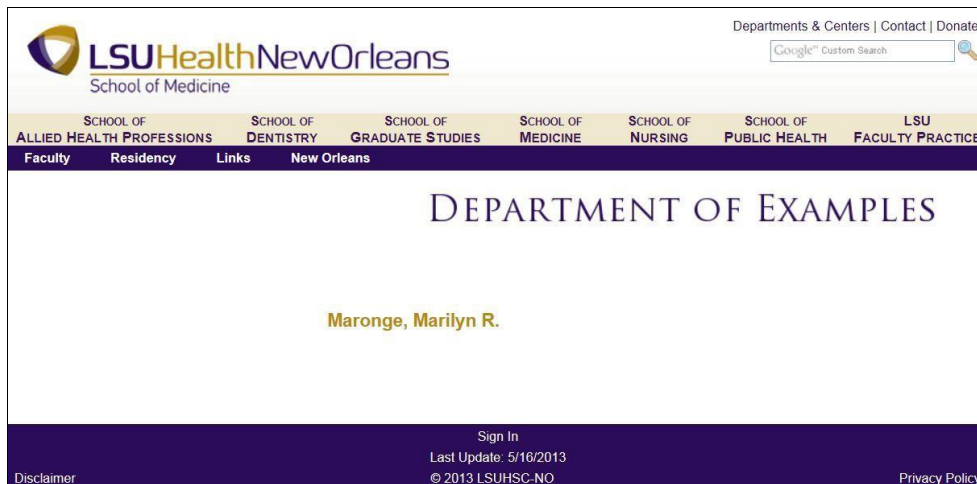 Departments & Centers | Contact | Donate
Google™ Custom Search
LSUHealthNewOrleans
School of Medicine
SCHOOL OF ALLIED HEALTH PROFESSIONS
SCHOOL OF DENTISTRY
SCHOOL OF GRADUATE STUDIES
SCHOOL OF MEDICINE
SCHOOL OF NURSING
SCHOOL OF PUBLIC HEALTH
LSU FACULTY PRACTICE
Faculty Residency Links New Orleans
DEPARTMENT OF EXAMPLES
Maronge, Marilyn R.
Sign In
Last Update: 5/16/2013
Disclaimer © 2013 LSUHSC-NO Privacy Policy